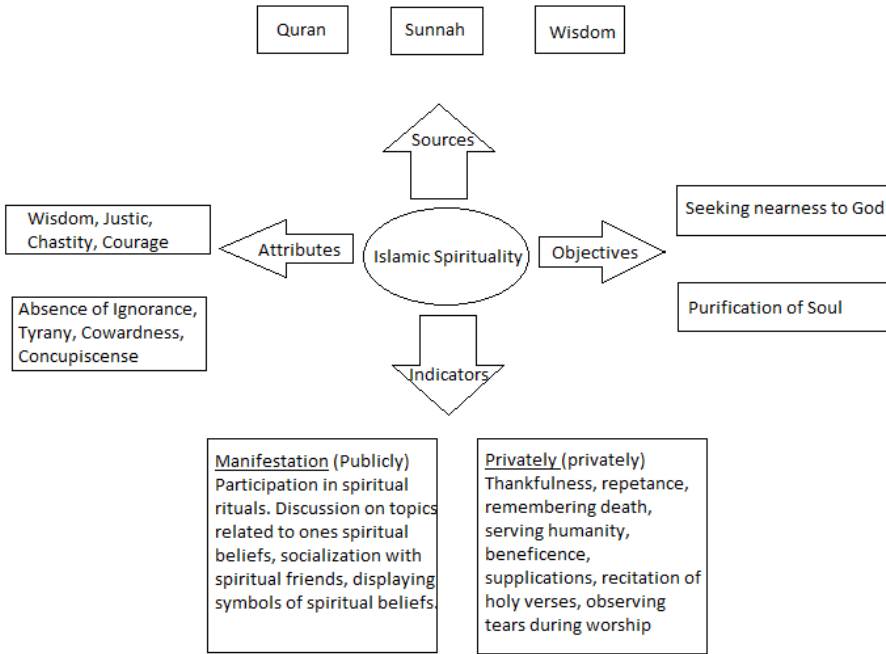 Quran
Sunnah
Wisdom
Sources
Wisdom, Justic,
Chastity, Courage
Attributes
Islamic Spirituality
Objectives
Seeking nearness to God
Absence of Ignorance,
Tyrany, Cowardness,
Concupiscense
Purification of Soul
Indicators
Manifestation (Publicly)
Participation in spiritual
rituals. Discussion on topics
related to ones spiritual
beliefs, socialization with
spiritual friends, displaying
symbols of spiritual beliefs.
Privately (privately)
Thankfulness, repetance,
remembering death,
serving humanity,
beneficence,
supplications, recitation of
holy verses, observing
tears during worship